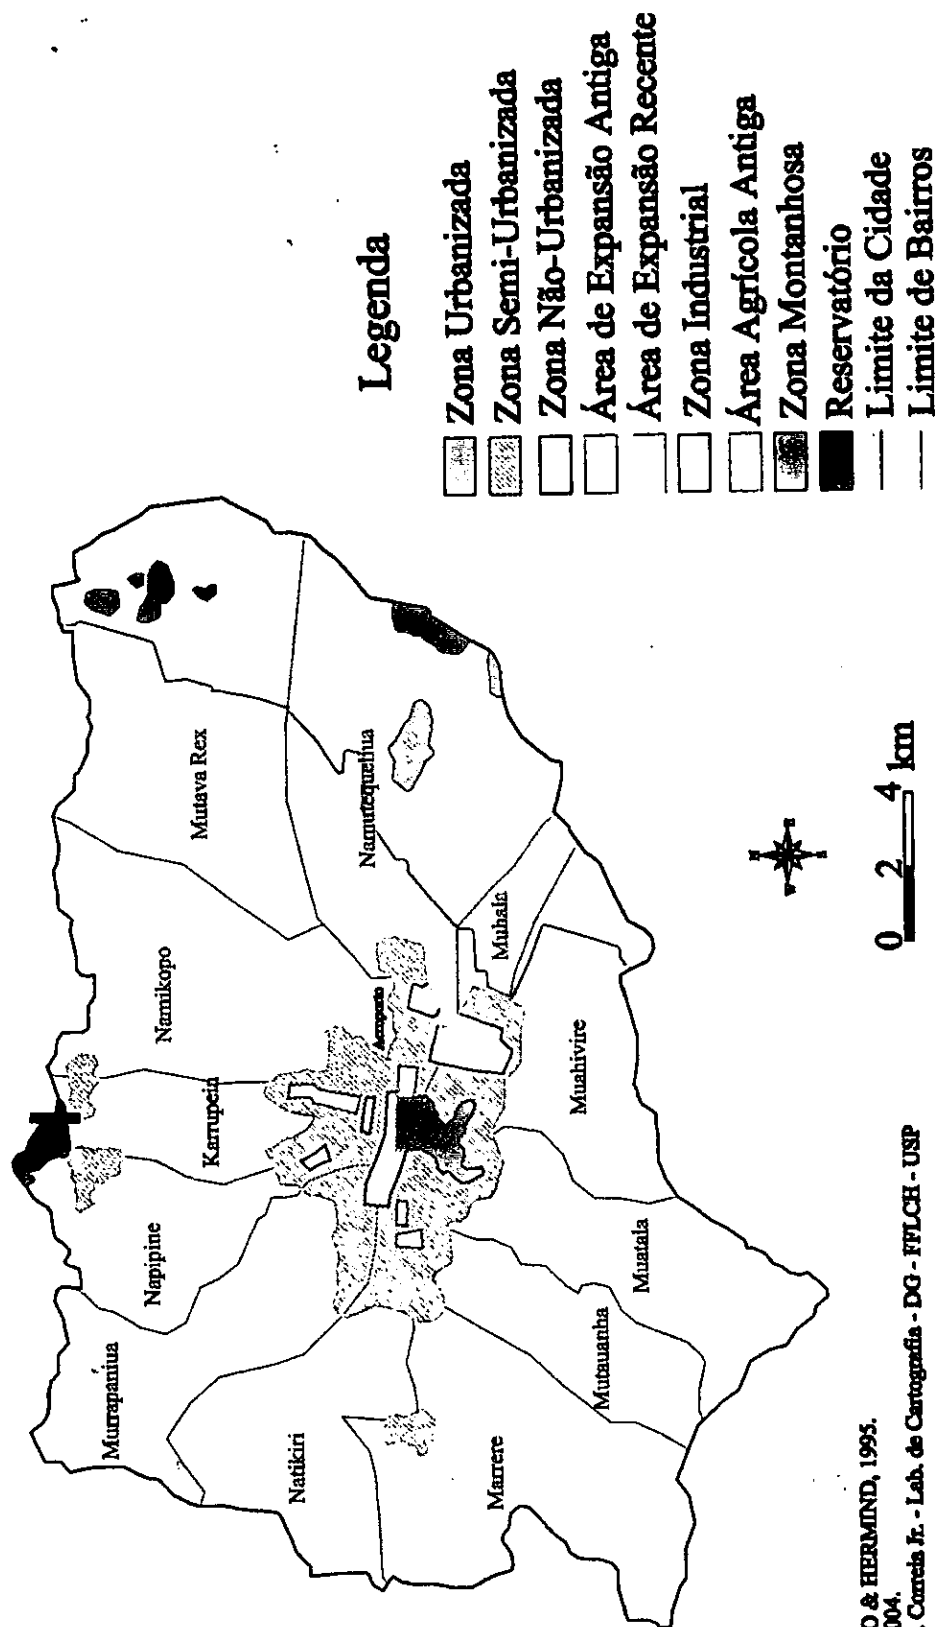 Legenda
Zona Urbanizada
Zona Semi-Urbanizada
Zona Não-Urbanizada
Área de Expansão Antiga
Área de Expansão Recente
Zona Industrial
Área Agrícola Antiga
Zona Montanhosa
Reservatório
Limite da Cidade
Limite de Bairros
Murrapaniua
Napipine
Karrupeia
Namikopo
Mutava Rex
Natikiri
Aeroporto
Namutequeliua
Marrere
Mutauanha
Muatala
Muahivire
Muhala
N
W
E
S
0 2 4 km
O & HERMIND, 1995.
004.
. Correia Jr. - Lab. de Cartografia - DG - FFLCH - USP